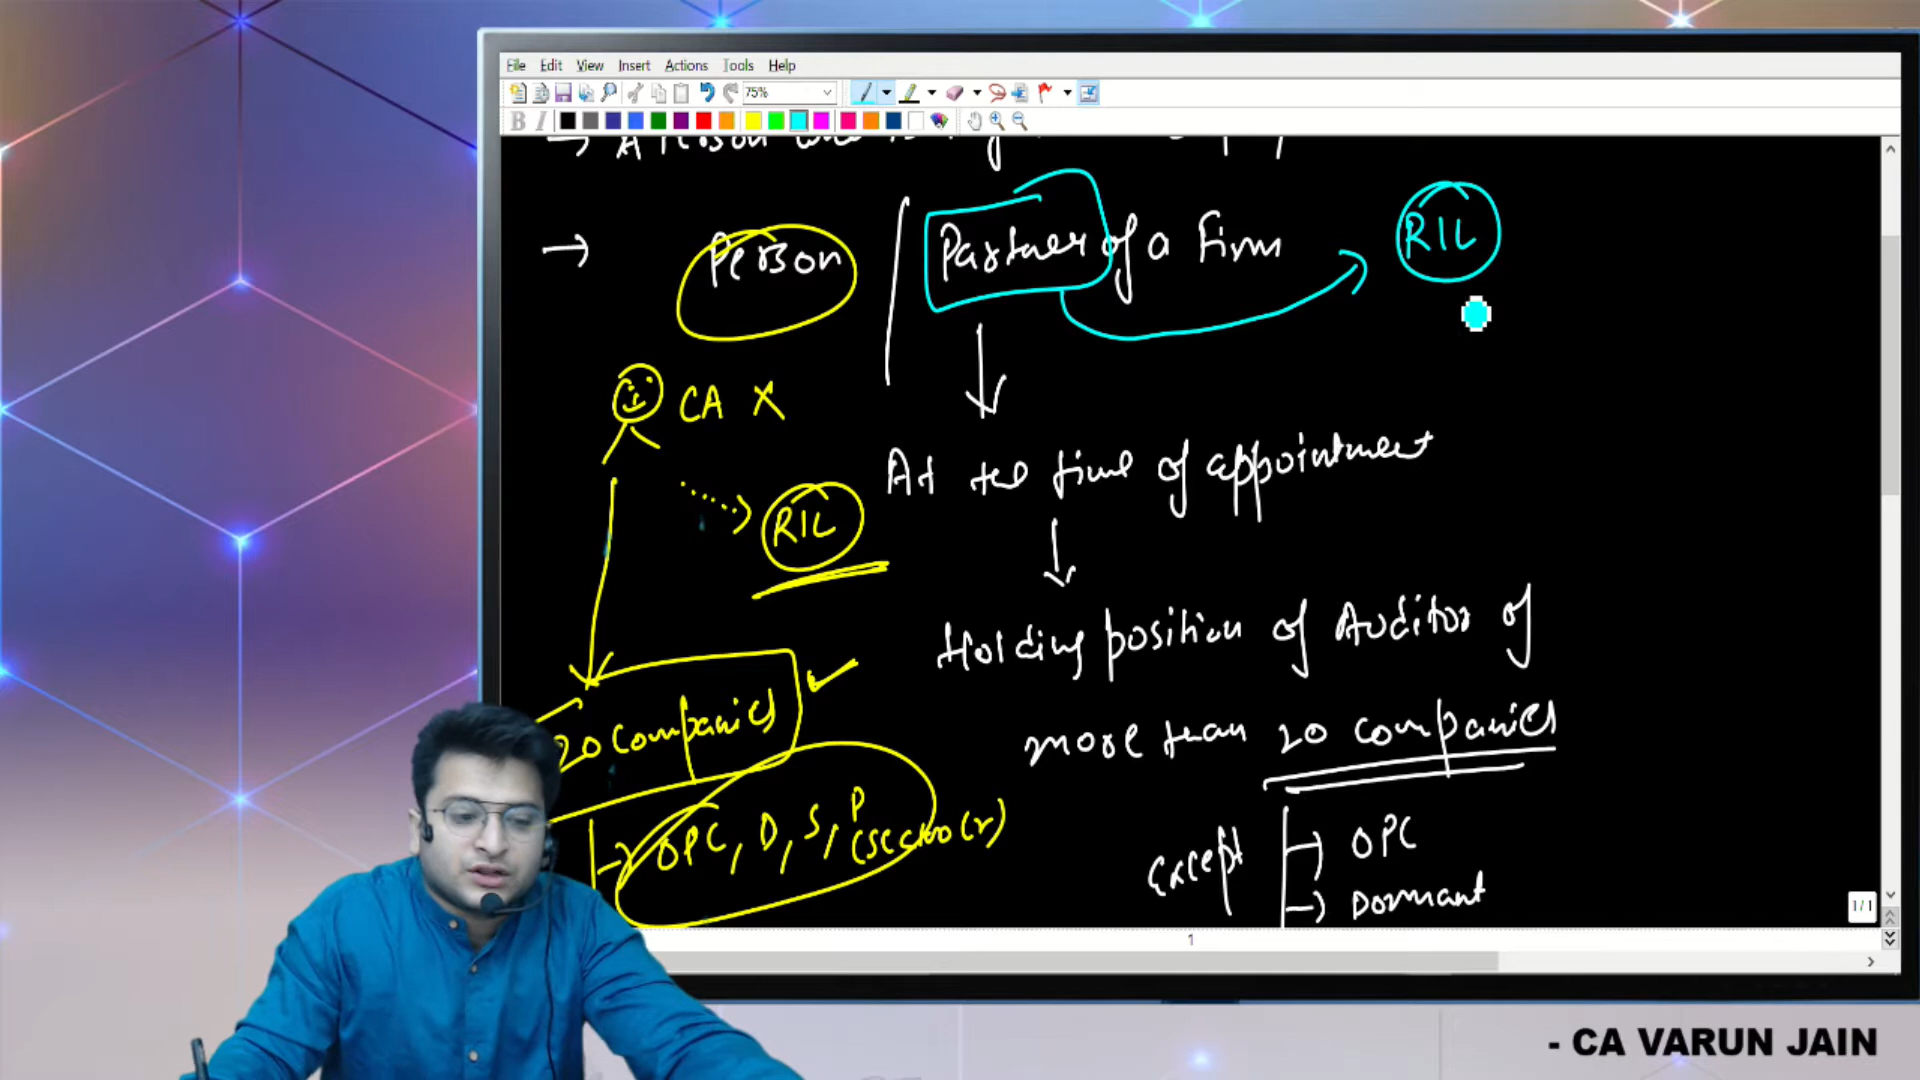 File Edit View Insert Actions Tools Help
75%
B I
→ A Person
→ Person / Partner of a Firm → RIL
CA X
At the time of appointment
RIL
Holding position of Auditor of
20 companies ✓
more than 20 companies
→ OPC, D, S, P
Except → OPC
→ Dormant
1/1
1
- CA VARUN JAIN